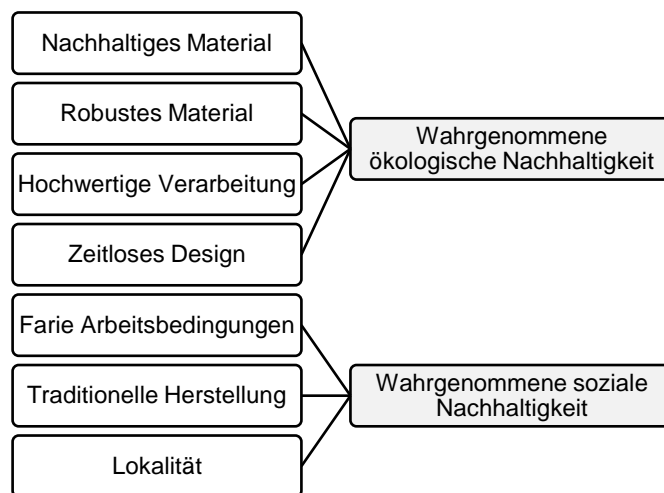 Nachhaltiges Material
Robustes Material
Hochwertige Verarbeitung
Zeitloses Design
Wahrgenommene
ökologische Nachhaltigkeit
Farie Arbeitsbedingungen
Traditionelle Herstellung
Lokalität
Wahrgenommene soziale
Nachhaltigkeit